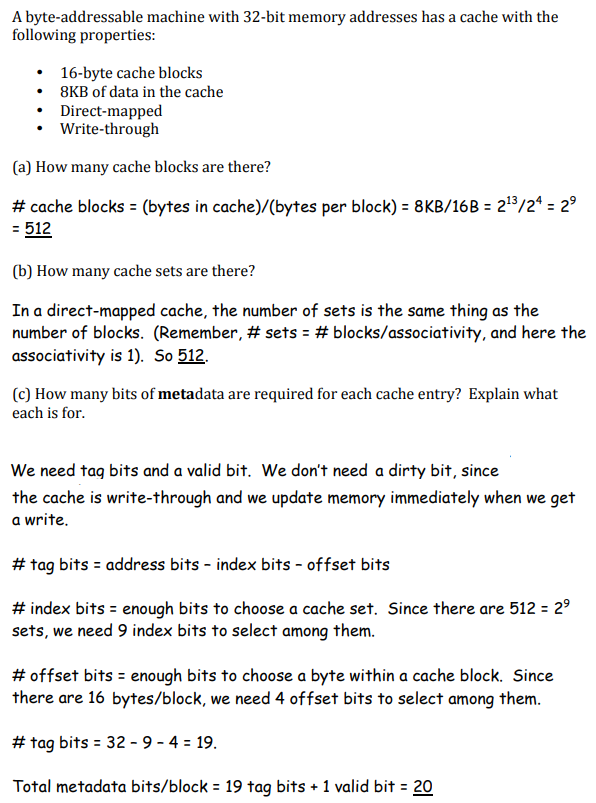 A byte-addressable machine with 32-bit memory addresses has a cache with the
following properties:
• 16-byte cache blocks
• 8KB of data in the cache
• Direct-mapped
• Write-through
(a) How many cache blocks are there?
# cache blocks = (bytes in cache)/(bytes per block) = 8KB/16B = 2¹³/2⁴ = 2⁹
= 512
(b) How many cache sets are there?
In a direct-mapped cache, the number of sets is the same thing as the
number of blocks. (Remember, # sets = # blocks/associativity, and here the
associativity is 1). So 512.
(c) How many bits of metadata are required for each cache entry? Explain what
each is for.
We need tag bits and a valid bit. We don't need a dirty bit, since
the cache is write-through and we update memory immediately when we get
a write.
# tag bits = address bits – index bits – offset bits
# index bits = enough bits to choose a cache set. Since there are 512 = 2⁹
sets, we need 9 index bits to select among them.
# offset bits = enough bits to choose a byte within a cache block. Since
there are 16 bytes/block, we need 4 offset bits to select among them.
# tag bits = 32 – 9 – 4 = 19.
Total metadata bits/block = 19 tag bits + 1 valid bit = 20